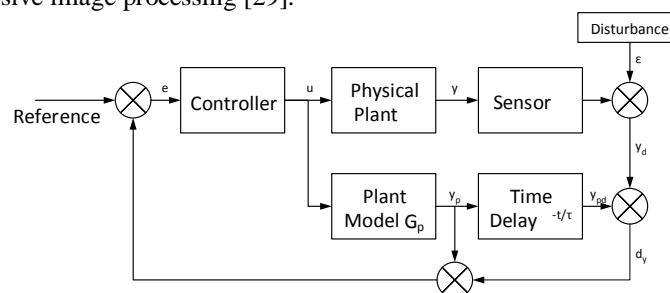 sive image processing [29].
Disturbance
ε
e
Controller
u
Physical
Plant
y
Sensor
Reference
y_d
Plant
Model G_p
y_p
Time
Delay -t/τ
y_pd
d_y